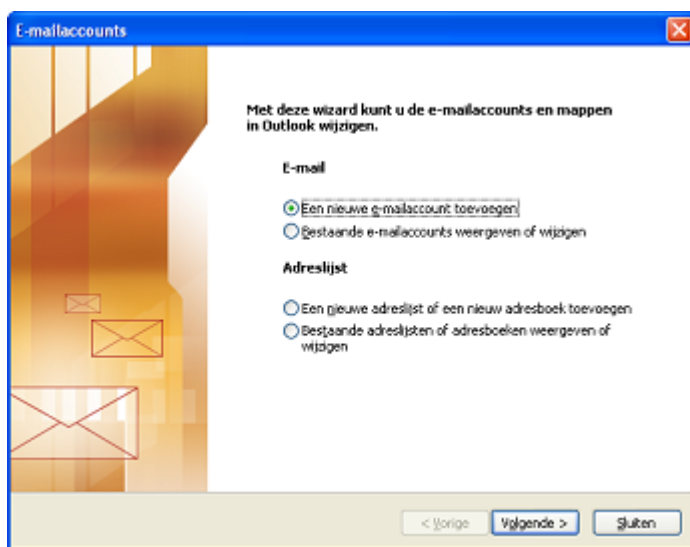 E-mailaccounts
Met deze wizard kunt u de e-mailaccounts en mappen
in Outlook wijzigen.
E-mail
Een nieuwe e-mailaccount toevoegen
Bestaande e-mailaccounts weergeven of wijzigen
Adreslijst
Een nieuwe adreslijst of een nieuw adresboek toevoegen
Bestaande adreslijsten of adresboeken weergeven of
wijzigen
< Vorige Volgende > Sluiten